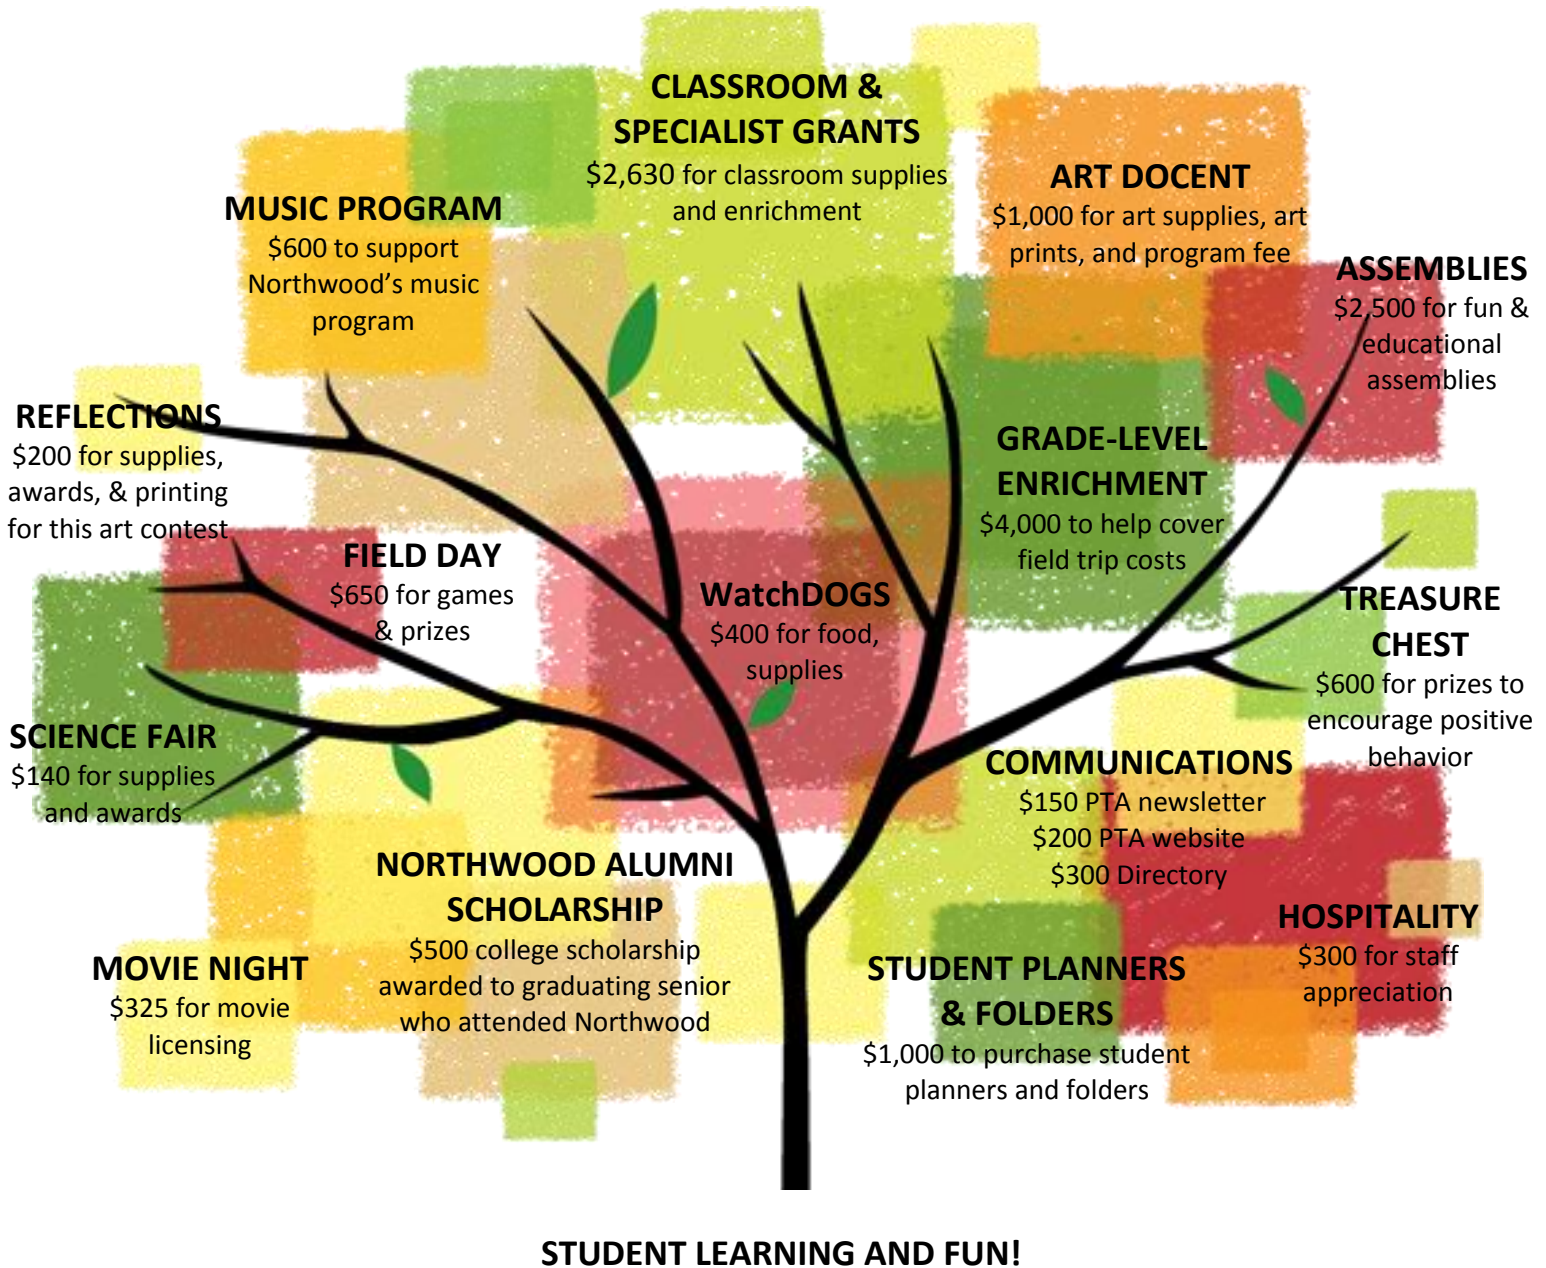 CLASSROOM &
SPECIALIST GRANTS
$2,630 for classroom supplies
and enrichment
ART DOCENT
$1,000 for art supplies, art
prints, and program fee
MUSIC PROGRAM
$600 to support
Northwood’s music
program
ASSEMBLIES
$2,500 for fun &
educational
assemblies
REFLECTIONS
$200 for supplies,
awards, & printing
for this art contest
GRADE-LEVEL
ENRICHMENT
$4,000 to help cover
field trip costs
FIELD DAY
$650 for games
& prizes
WatchDOGS
$400 for food,
supplies
TREASURE
CHEST
$600 for prizes to
encourage positive
behavior
SCIENCE FAIR
$140 for supplies
and awards
COMMUNICATIONS
$150 PTA newsletter
$200 PTA website
$300 Directory
NORTHWOOD ALUMNI
SCHOLARSHIP
$500 college scholarship
awarded to graduating senior
who attended Northwood
HOSPITALITY
$300 for staff
appreciation
MOVIE NIGHT
$325 for movie
licensing
STUDENT PLANNERS
& FOLDERS
$1,000 to purchase student
planners and folders
STUDENT LEARNING AND FUN!